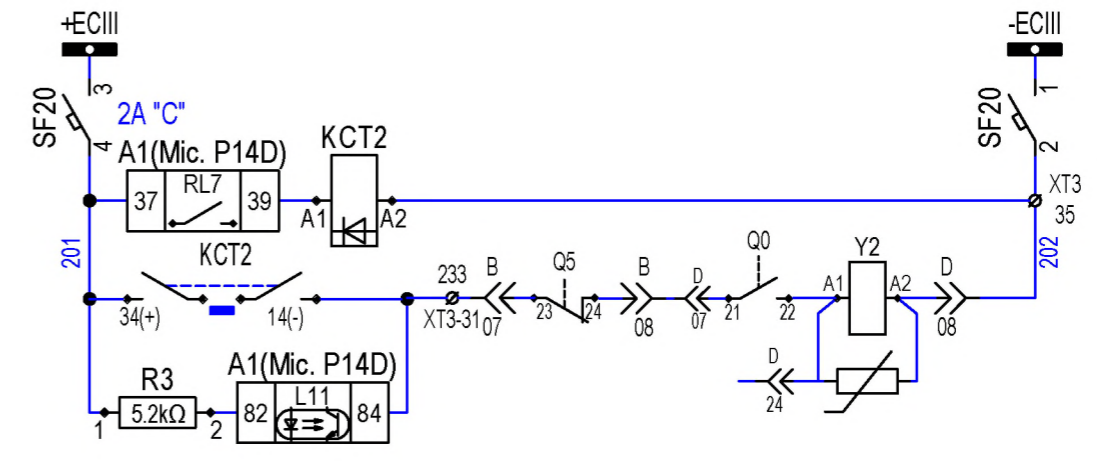 +ECIII
-ECIII
3
SF20
2A "C"
4
1
SF20
2
A1(Mic. P14D)
KCT2
37
RL7
39
A1
A2
XT3
35
201
KCT2
202
34(+)
14(-)
233
XT3-31
B
07
Q5
23
24
B
08
D
07
Q0
21
22
Y2
A1
A2
D
08
A1(Mic. P14D)
R3
5.2kΩ
1
2
82
L11
84
D
24